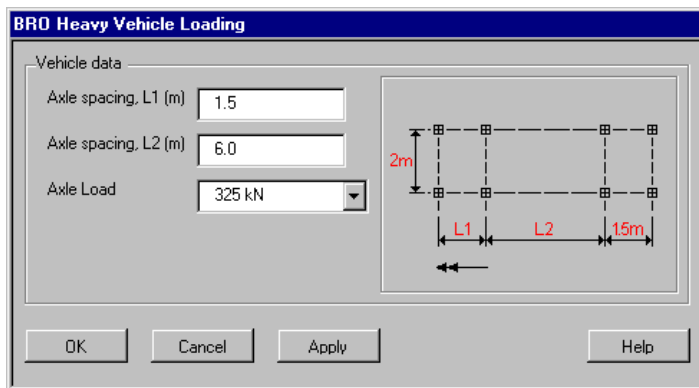 BRO Heavy Vehicle Loading
Vehicle data
Axle spacing, L1 (m) 1.5
Axle spacing, L2 (m) 6.0
Axle Load 325 kN
2m
L1 L2 1.5m
OK Cancel Apply Help